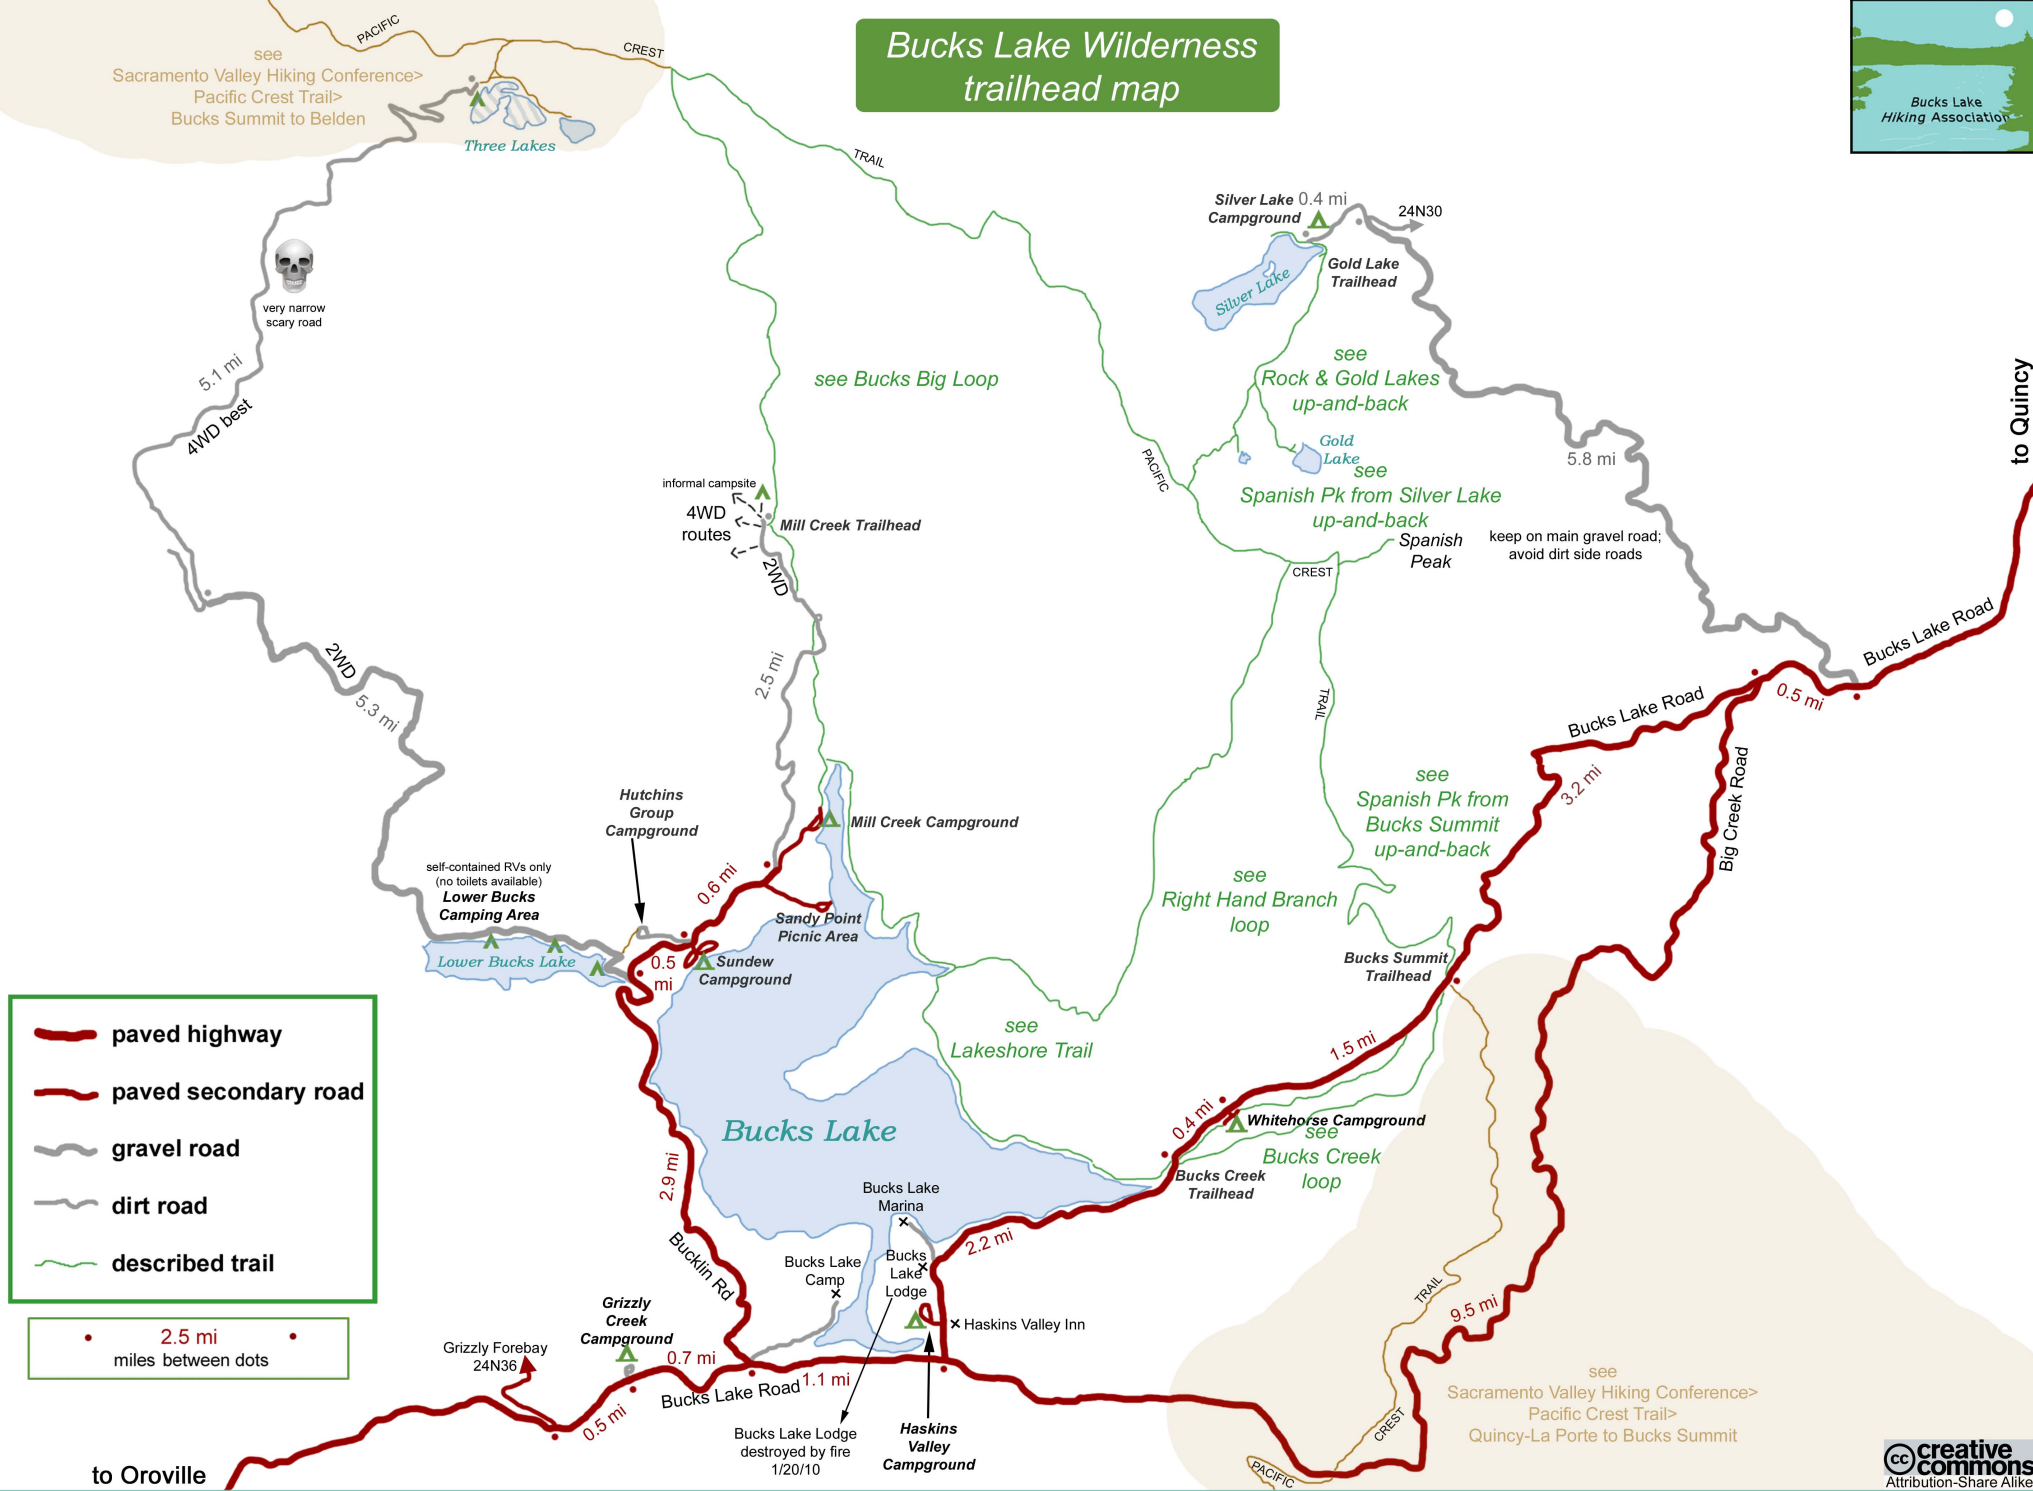 Bucks Lake Wilderness
trailhead map
Bucks Lake
Hiking Association
PACIFIC
CREST
see
Sacramento Valley Hiking Conference>
Pacific Crest Trail>
Bucks Summit to Belden
Three Lakes
TRAIL
Silver Lake
Campground
0.4 mi
24N30
Gold Lake
Trailhead
Silver Lake
very narrow
scary road
5.1 mi
4WD best
see Bucks Big Loop
see
Rock & Gold Lakes
up-and-back
Gold
Lake
to Quincy
PACIFIC
5.8 mi
see
Spanish Pk from Silver Lake
up-and-back
informal campsite
4WD
routes
Mill Creek Trailhead
2WD
Spanish
Peak
keep on main gravel road;
avoid dirt side roads
CREST
Bucks Lake Road
2WD
5.3 mi
2.5 mi
TRAIL
Bucks Lake Road
0.5 mi
3.2 mi
Big Creek Road
see
Spanish Pk from
Bucks Summit
up-and-back
Hutchins
Group
Campground
Mill Creek Campground
self-contained RVs only
(no toilets available)
Lower Bucks
Camping Area
0.6 mi
Sandy Point
Picnic Area
see
Right Hand Branch
loop
Lower Bucks Lake
0.5
mi
Sundew
Campground
Bucks Summit
Trailhead
see
Lakeshore Trail
1.5 mi
paved highway
paved secondary road
gravel road
dirt road
described trail
2.5 mi
miles between dots
Bucks Lake
0.4 mi
Whitehorse Campground
see
Bucks Creek
loop
Bucks Creek
Trailhead
2.9 mi
Bucklin Rd
Bucks Lake
Marina
2.2 mi
Bucks Lake
Camp
Bucks
Lake
Lodge
Haskins Valley Inn
Grizzly
Creek
Campground
Grizzly Forebay
24N36
0.7 mi
Bucks Lake Road
1.1 mi
0.5 mi
Bucks Lake Lodge
destroyed by fire
1/20/10
Haskins
Valley
Campground
to Oroville
TRAIL
9.5 mi
CREST
PACIFIC
see
Sacramento Valley Hiking Conference>
Pacific Crest Trail>
Quincy-La Porte to Bucks Summit
cc creative
commons
Attribution-Share Alike